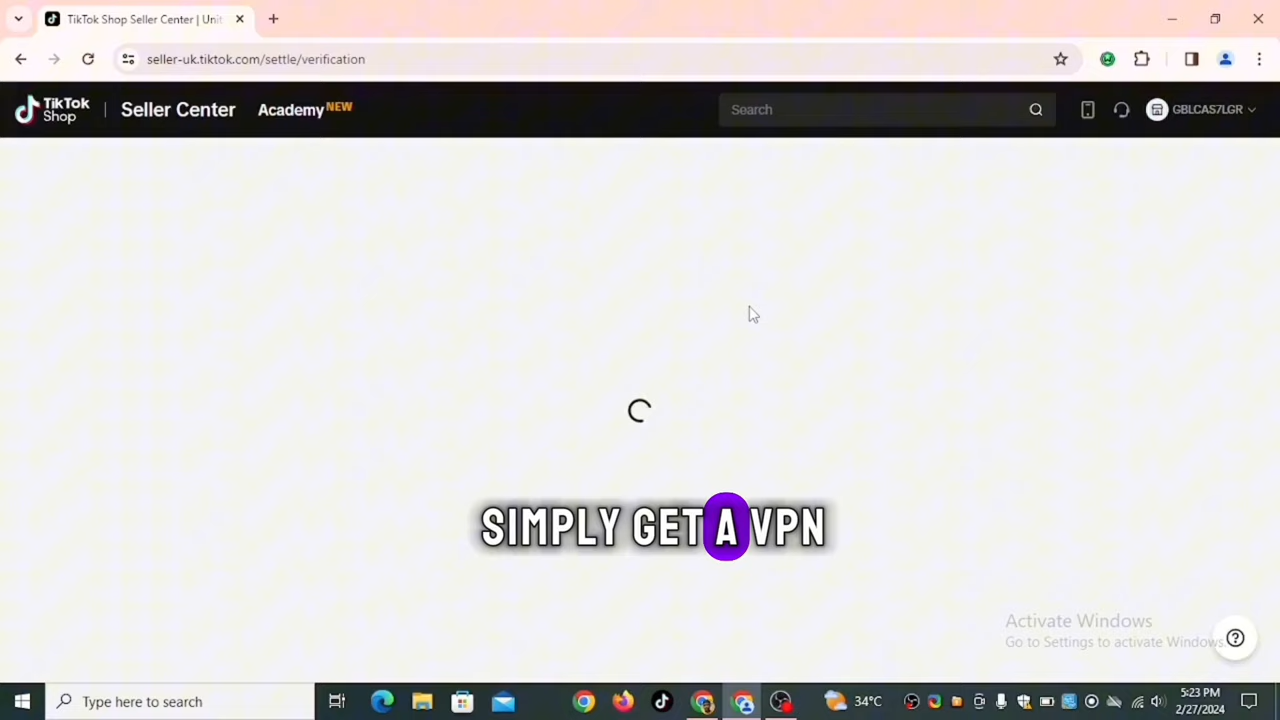 TikTok Shop Seller Center | Unit
seller-uk.tiktok.com/settle/verification
TikTok
Shop
Seller Center
Academy NEW
Search
GBLCAS7LGR
SIMPLY GET A VPN
Activate Windows
Go to Settings to activate Windows.
Type here to search
34°C
5:23 PM
2/27/2024